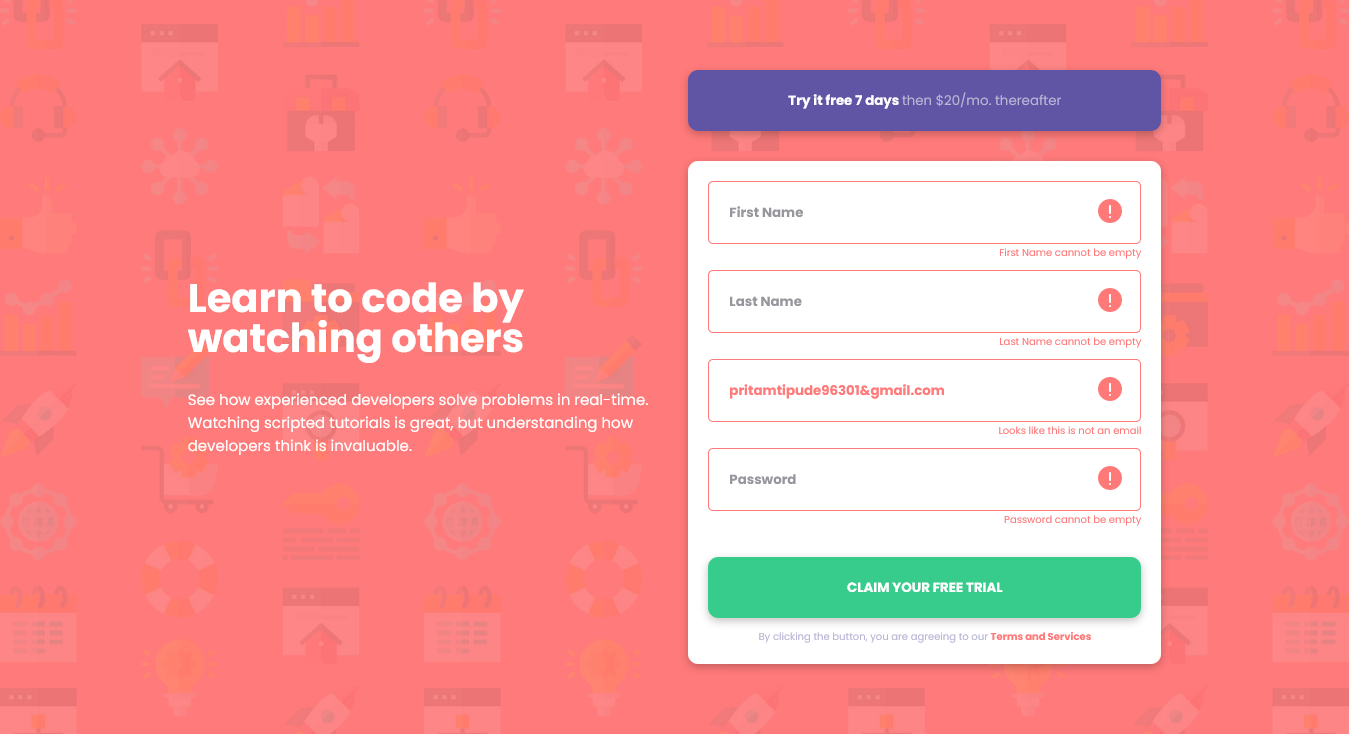 Learn to code by
watching others
See how experienced developers solve problems in real-time.
Watching scripted tutorials is great, but understanding how
developers think is invaluable.
Try it free 7 days then $20/mo. thereafter
First Name
First Name cannot be empty
Last Name
Last Name cannot be empty
pritamtipude96301&gmail.com
Looks like this is not an email
Password
Password cannot be empty
CLAIM YOUR FREE TRIAL
By clicking the button, you are agreeing to our Terms and Services